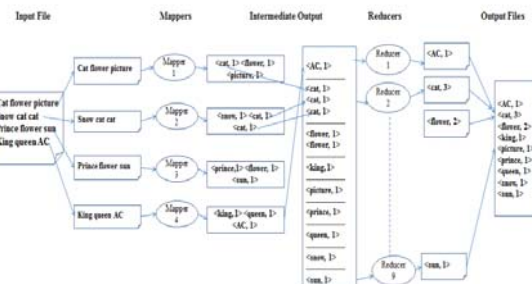 Input File
Mappers
Intermediate Output
Reducers
Output Files
Cat flower picture
Snow cat cat
Prince flower sun
King queen AC
Cat flower picture
Snow cat cat
Prince flower sun
King queen AC
Mapper
1
Mapper
2
Mapper
3
Mapper
4
<cat, 1> <flower, 1>
<picture, 1>
<snow, 1> <cat, 1>
<cat, 1>
<prince,1> <flower, 1>
<sun, 1>
<king, 1> <queen, 1>
<AC, 1>
<AC, 1>
<cat, 1>
<cat, 1>
<cat, 1>
<flower, 1>
<flower, 1>
<king, 1>
<picture, 1>
<prince, 1>
<queen, 1>
<snow, 1>
<sun, 1>
Reducer
1
Reducer
2
Reducer
9
<AC, 1>
<cat, 3>
<flower, 2>
<sun, 1>
<AC, 1>
<cat, 3>
<flower, 2>
<king, 1>
<picture, 1>
<prince, 1>
<queen, 1>
<snow, 1>
<sun, 1>